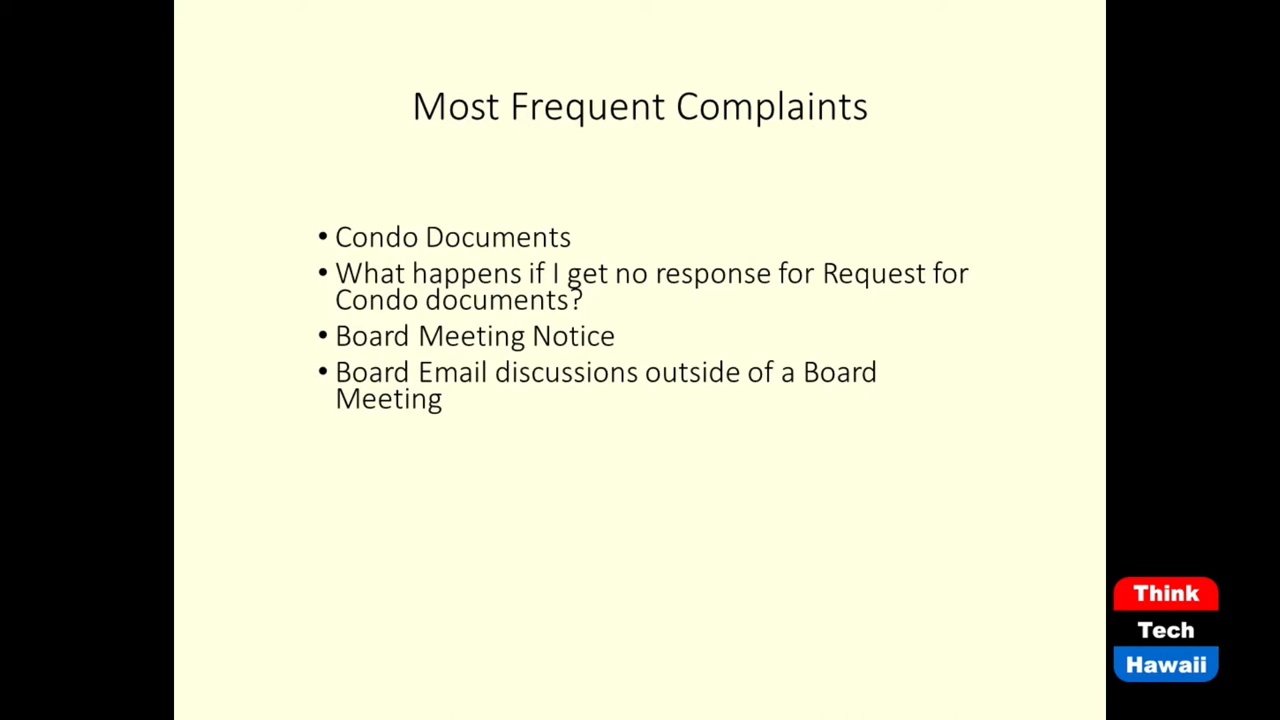 Most Frequent Complaints
• Condo Documents
• What happens if I get no response for Request for
Condo documents?
• Board Meeting Notice
• Board Email discussions outside of a Board
Meeting
Think
Tech
Hawaii